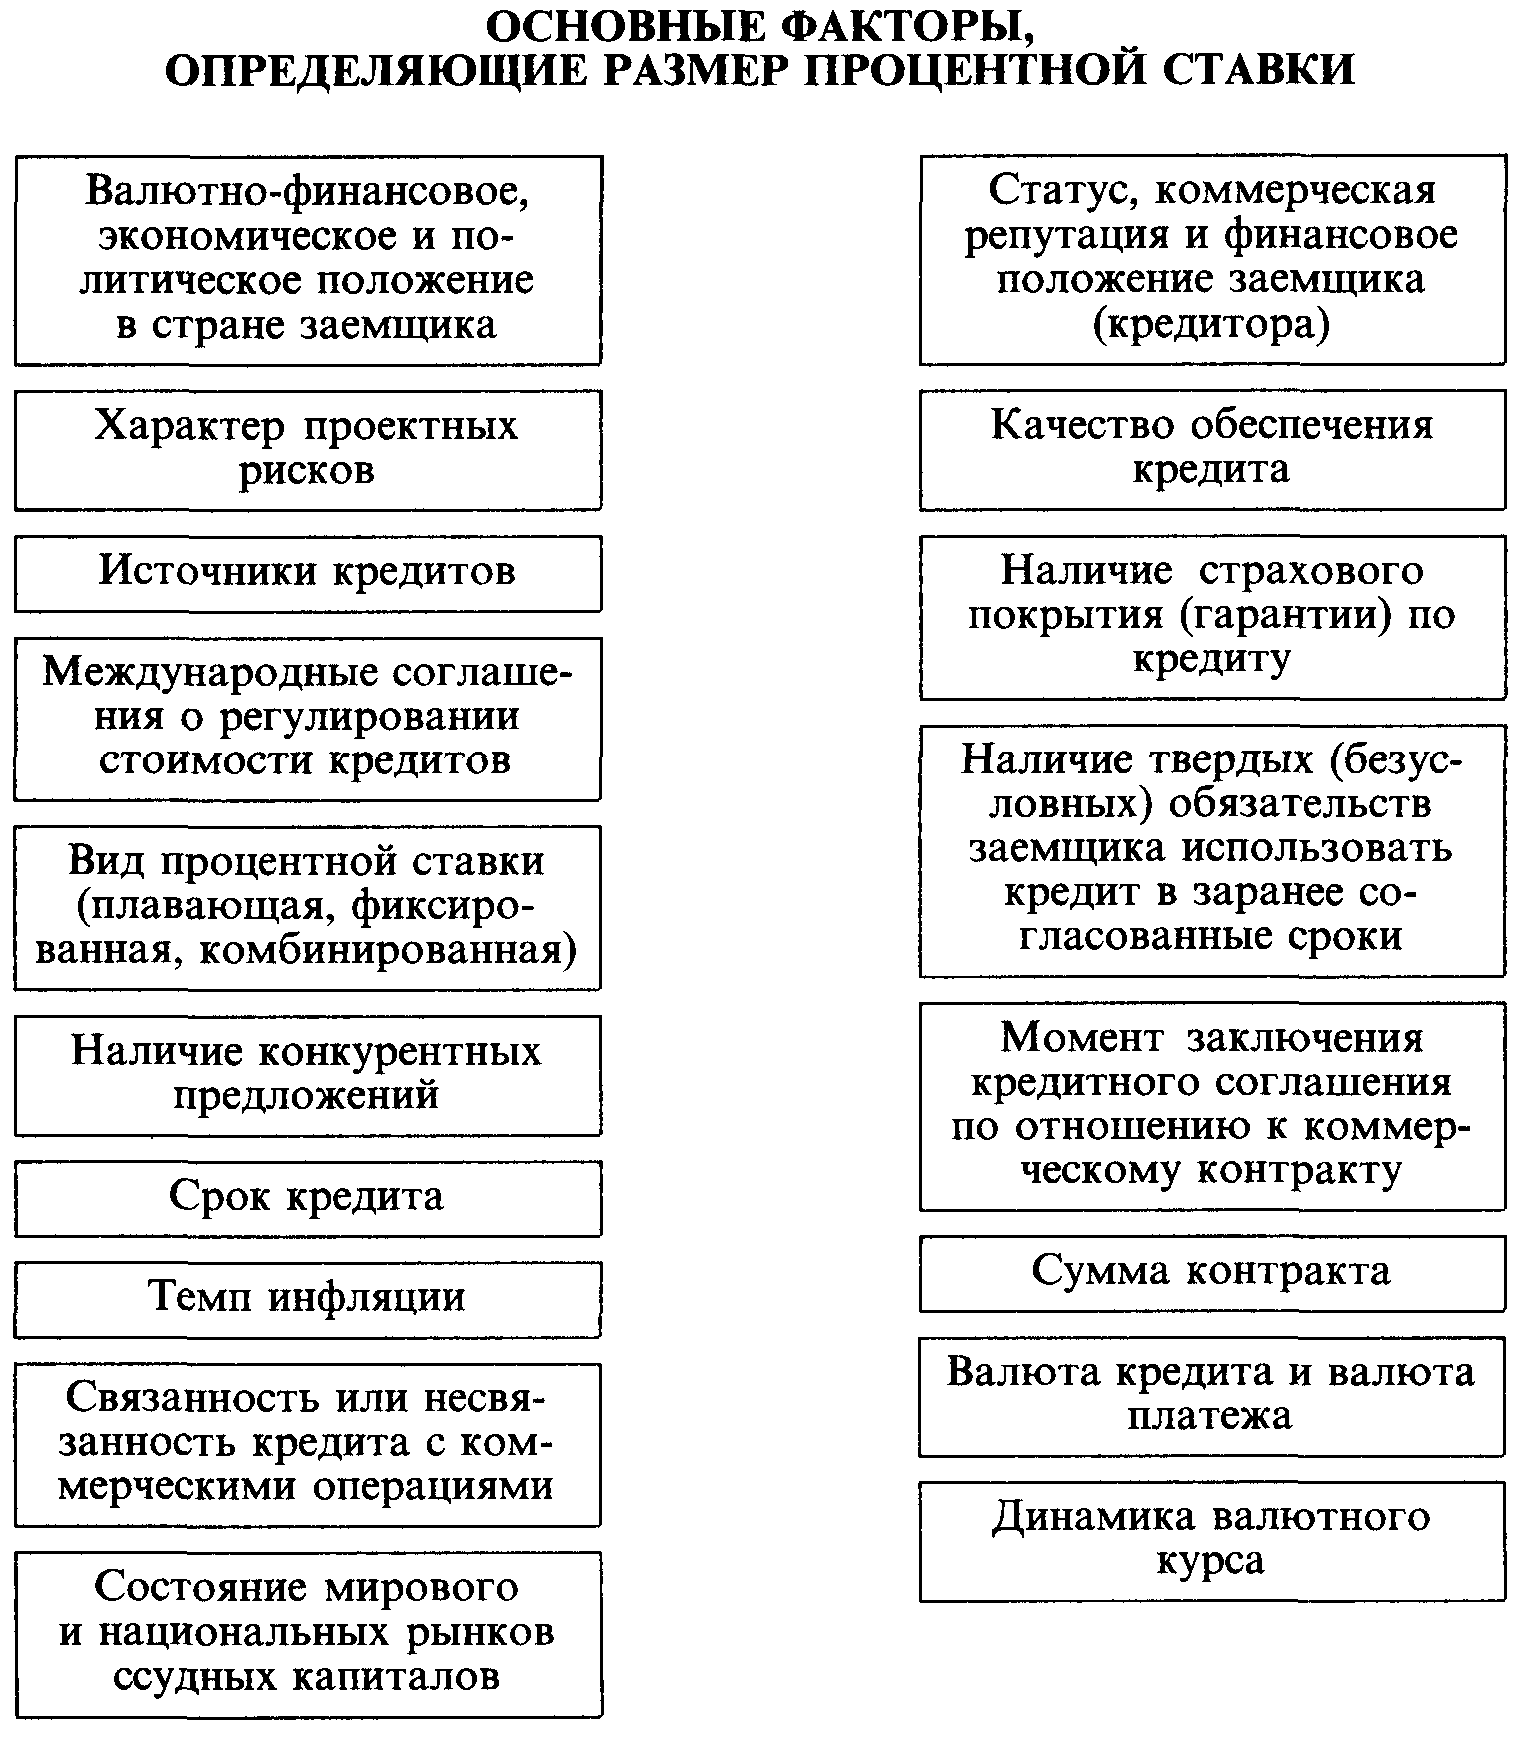 ОСНОВНЫЕ ФАКТОРЫ,
ОПРЕДЕЛЯЮЩИЕ РАЗМЕР ПРОЦЕНТНОЙ СТАВКИ
Валютно-финансовое,
экономическое и по-
литическое положение
в стране заемщика
Характер проектных
рисков
Источники кредитов
Международные соглаше-
ния о регулировании
стоимости кредитов
Вид процентной ставки
(плавающая, фиксиро-
ванная, комбинированная)
Наличие конкурентных
предложений
Срок кредита
Темп инфляции
Связанность или несвя-
занность кредита с ком-
мерческими операциями
Состояние мирового
и национальных рынков
ссудных капиталов
Статус, коммерческая
репутация и финансовое
положение заемщика
(кредитора)
Качество обеспечения
кредита
Наличие страхового
покрытия (гарантии) по
кредиту
Наличие твердых (безус-
ловных) обязательств
заемщика использовать
кредит в заранее со-
гласованные сроки
Момент заключения
кредитного соглашения
по отношению к коммер-
ческому контракту
Сумма контракта
Валюта кредита и валюта
платежа
Динамика валютного
курса